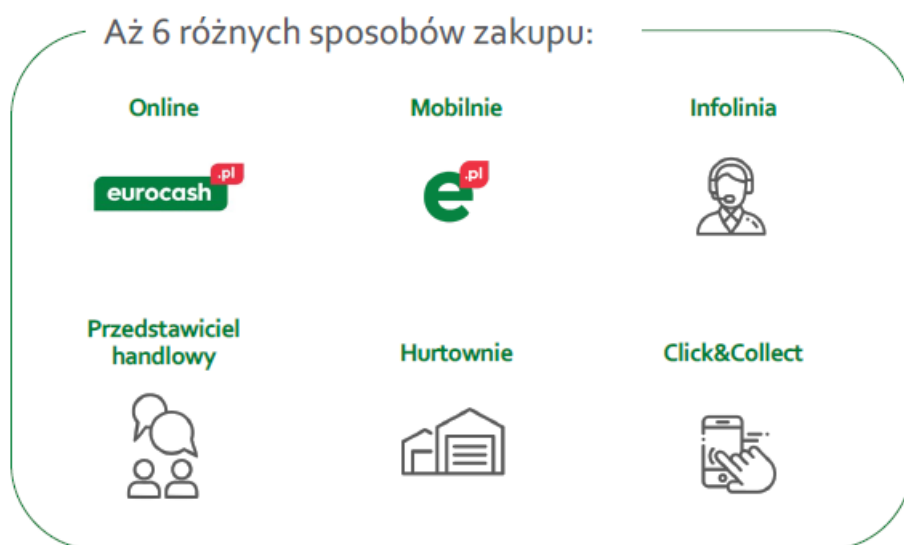 Aż 6 różnych sposobów zakupu:
Online
Mobilnie
Infolinia
eurocash
.pl
e
.pl
Przedstawiciel
handlowy
Hurtownie
Click&Collect